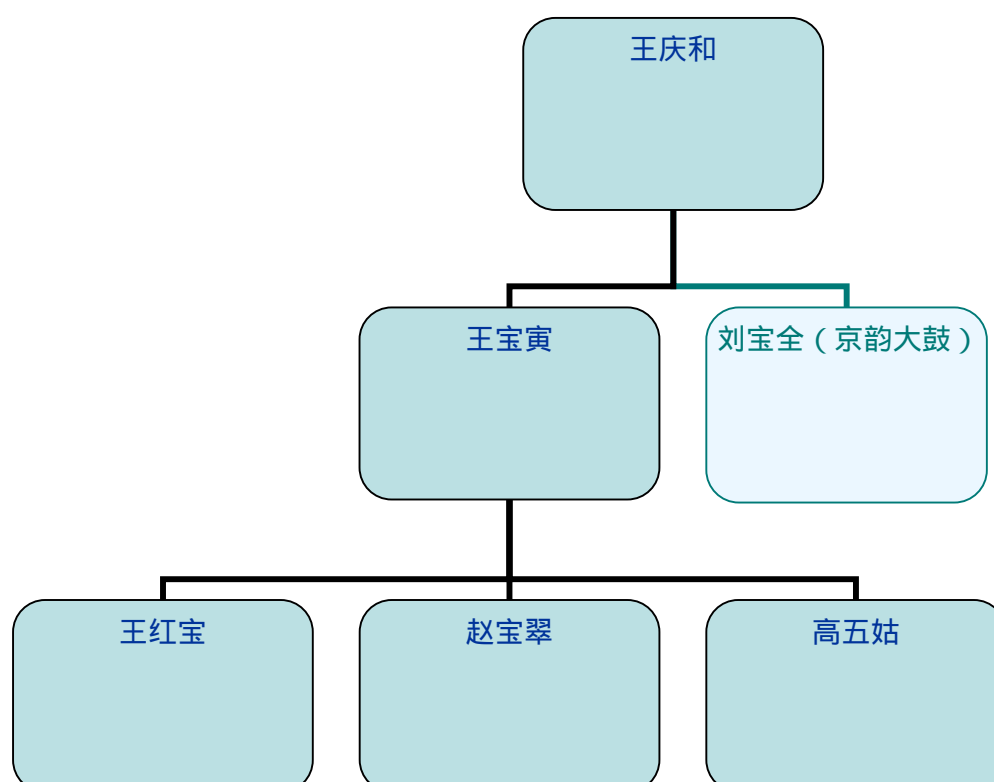 王庆和
王宝寅
刘宝全（京韵大鼓）
王红宝
赵宝翠
高五姑